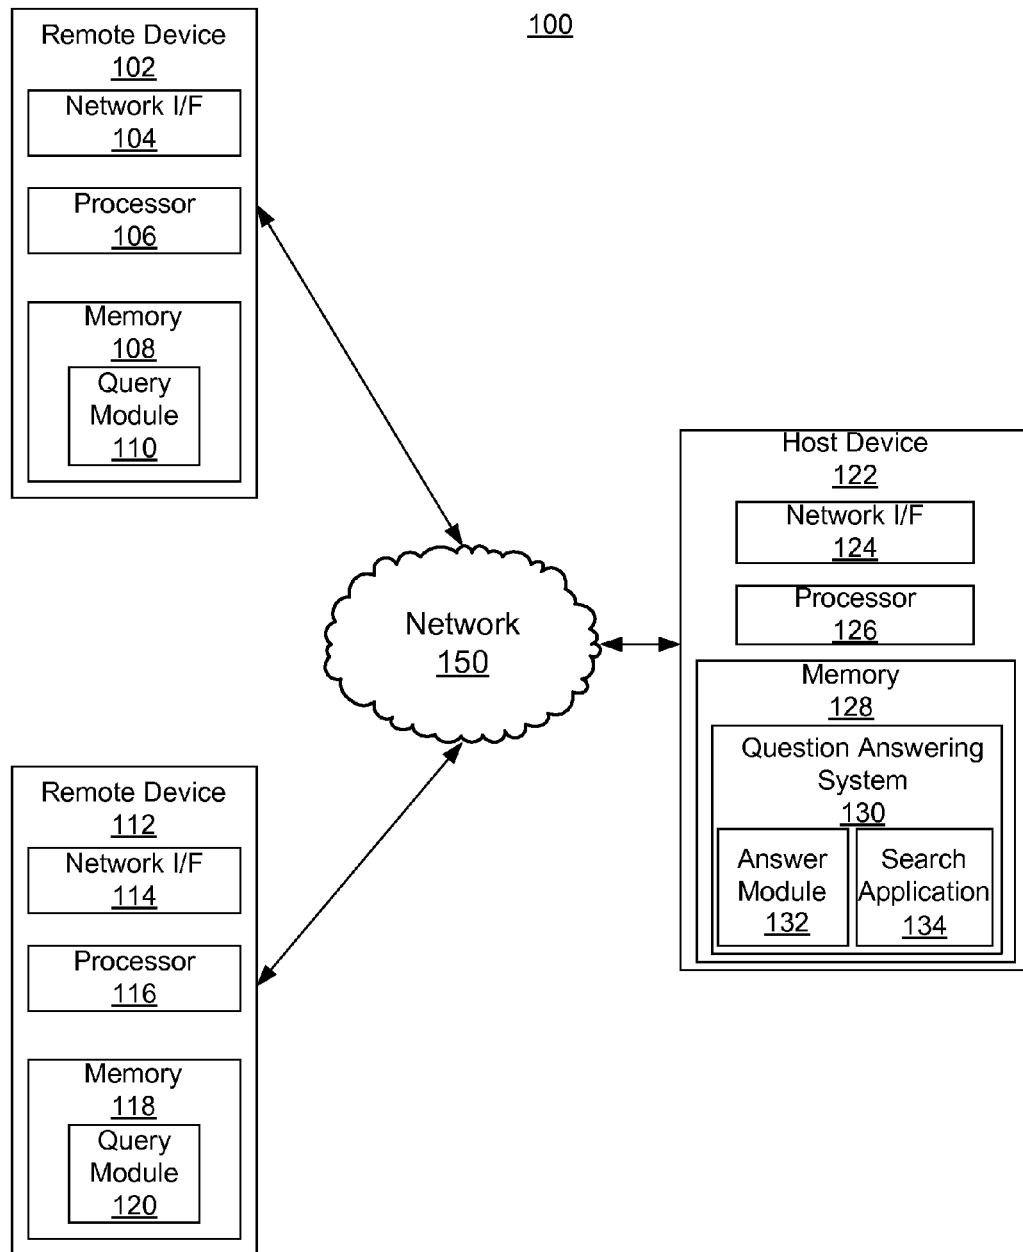 100
Remote Device
102
Network I/F
104
Processor
106
Memory
108
Query
Module
110
Network
150
Host Device
122
Network I/F
124
Processor
126
Memory
128
Question Answering
System
130
Answer
Module
132
Search
Application
134
Remote Device
112
Network I/F
114
Processor
116
Memory
118
Query
Module
120